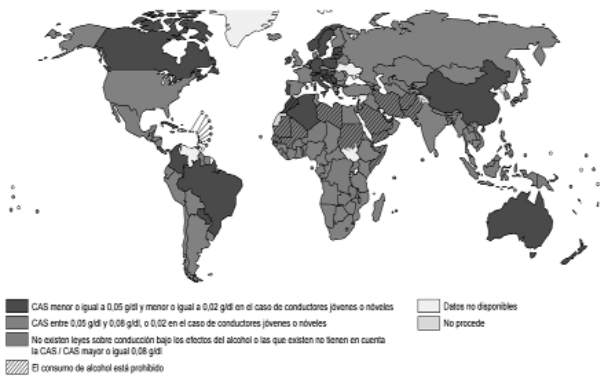 CAS menor o igual a 0,05 g/dl y menor o igual a 0,02 g/dl en el caso de conductores jóvenes o nóveles
CAS entre 0,05 g/dl y 0,08 g/dl, o 0,02 en el caso de conductores jóvenes o nóveles
No existen leyes sobre conducción bajo los efectos del alcohol o las que existen no tienen en cuenta
la CAS / CAS mayor o igual 0,08 g/dl
El consumo de alcohol está prohibido
Datos no disponibles
No procede